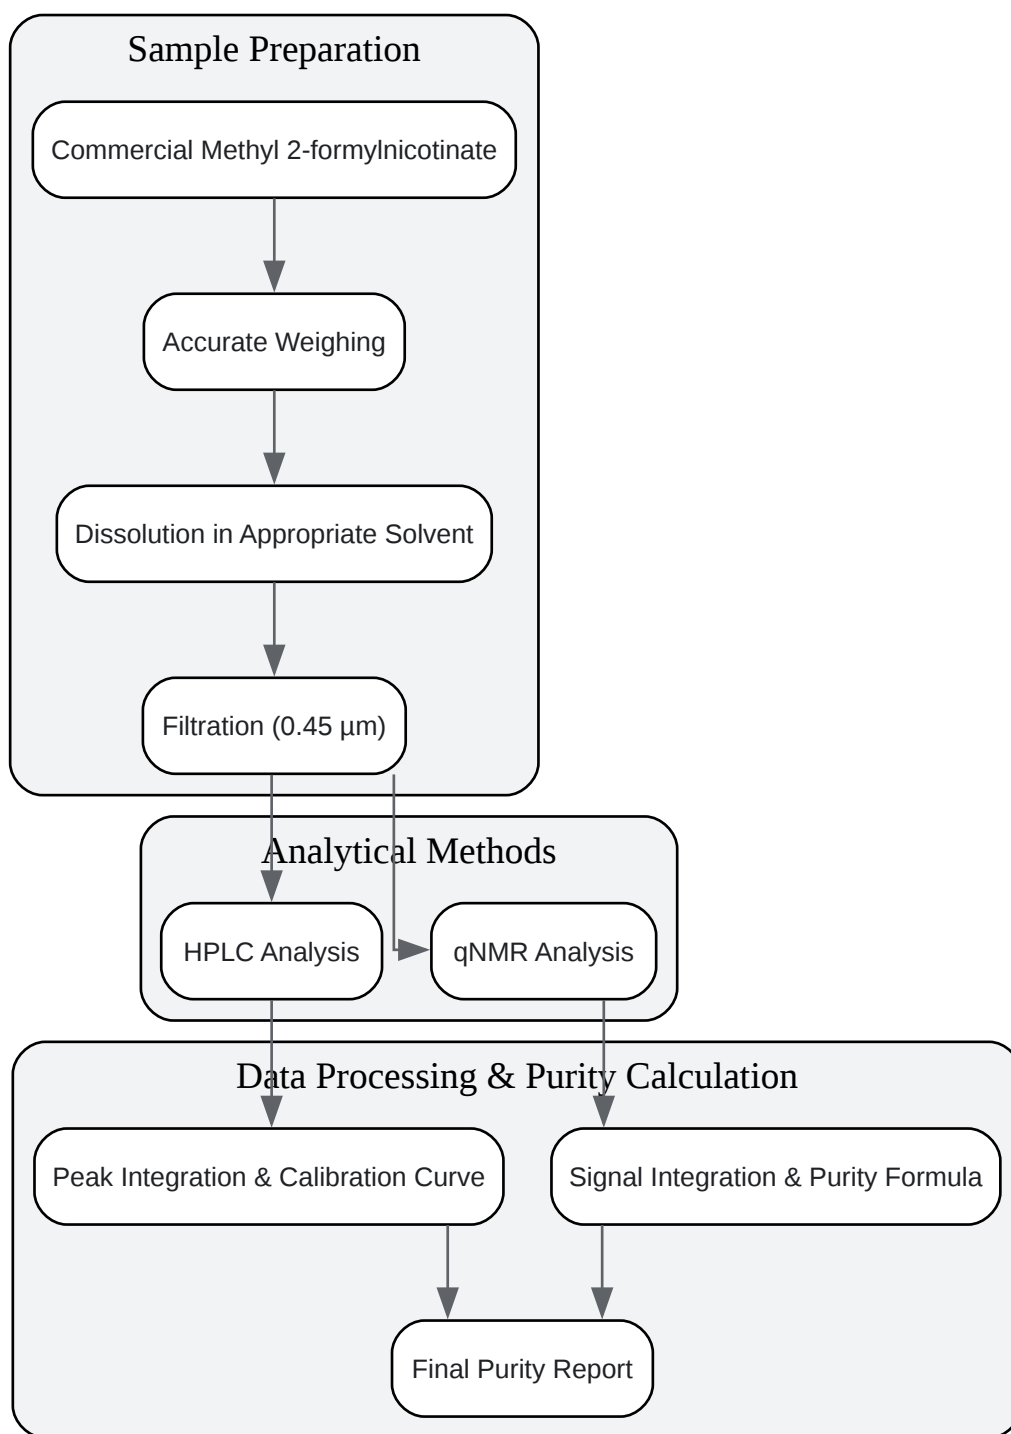 Sample Preparation
Commercial Methyl 2-formylnicotinate
Accurate Weighing
Dissolution in Appropriate Solvent
Filtration (0.45 µm)
Analytical Methods
HPLC Analysis
qNMR Analysis
Data Processing & Purity Calculation
Peak Integration & Calibration Curve
Signal Integration & Purity Formula
Final Purity Report